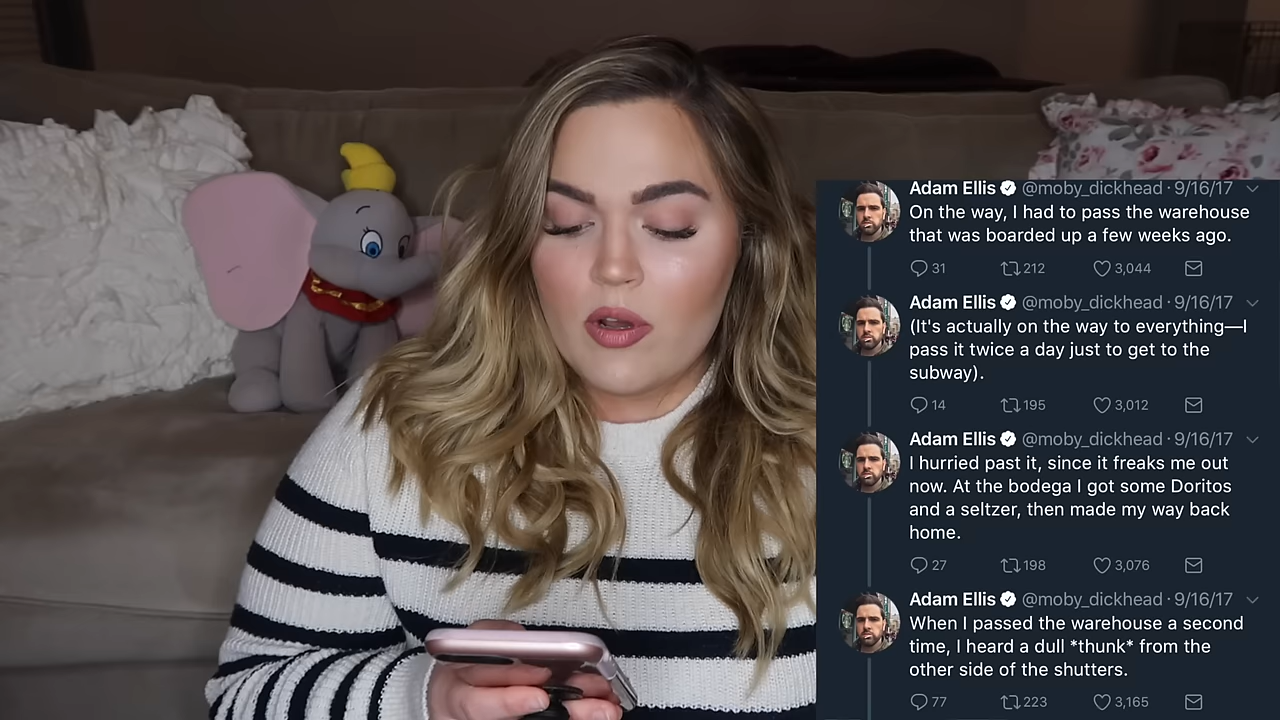 Adam Ellis @moby_dickhead · 9/16/17
On the way, I had to pass the warehouse
that was boarded up a few weeks ago.
31 212 3,044
Adam Ellis @moby_dickhead · 9/16/17
(It's actually on the way to everything—I
pass it twice a day just to get to the
subway).
14 195 3,012
Adam Ellis @moby_dickhead · 9/16/17
I hurried past it, since it freaks me out
now. At the bodega I got some Doritos
and a seltzer, then made my way back
home.
27 198 3,076
Adam Ellis @moby_dickhead · 9/16/17
When I passed the warehouse a second
time, I heard a dull *thunk* from the
other side of the shutters.
77 223 3,165